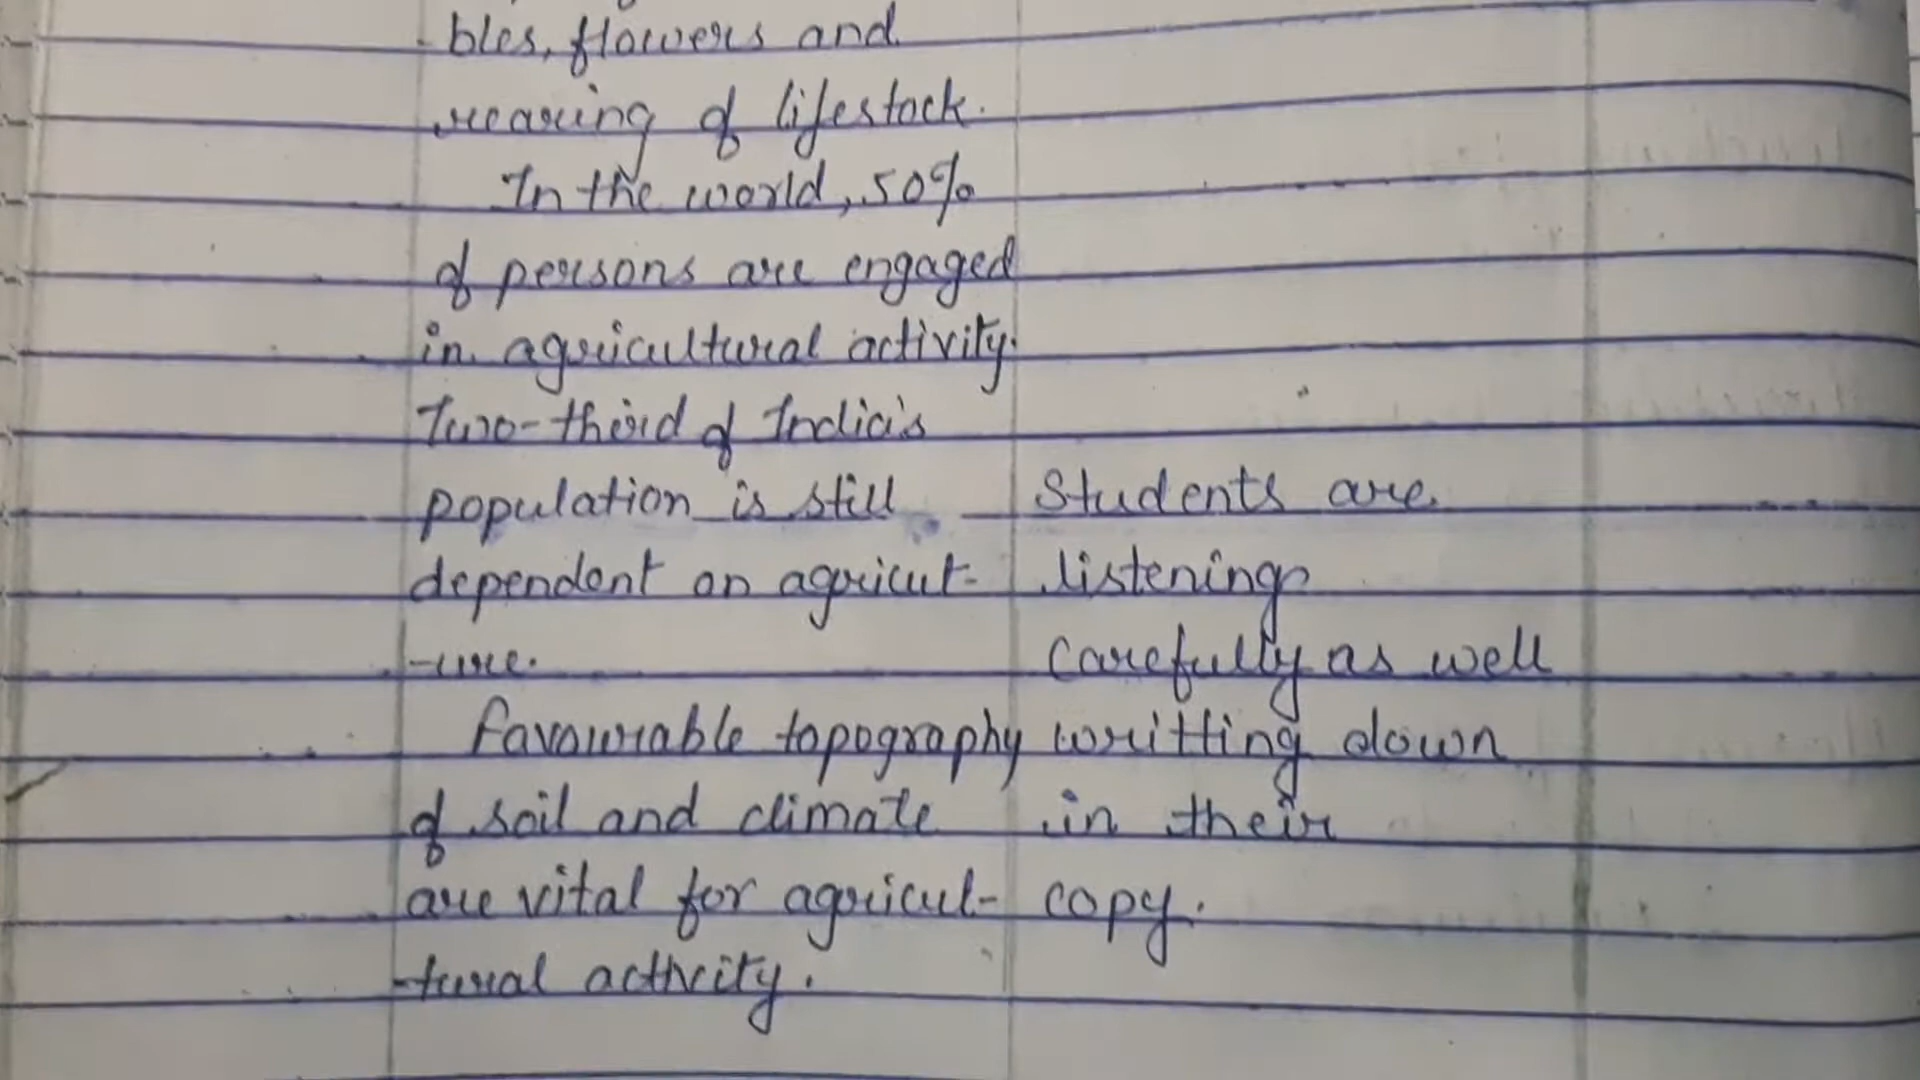 bles, flowers and
rearing of lifestock.
In the world, 50%
of persons are engaged
in agricultural activity.
Two-third of India's
population is still
dependent on agricut-
-ure.
Favourable topography
of soil and climate
are vital for agricul-
-tural activity.
Students are
listening
carefully as well
writting down
in their
copy.